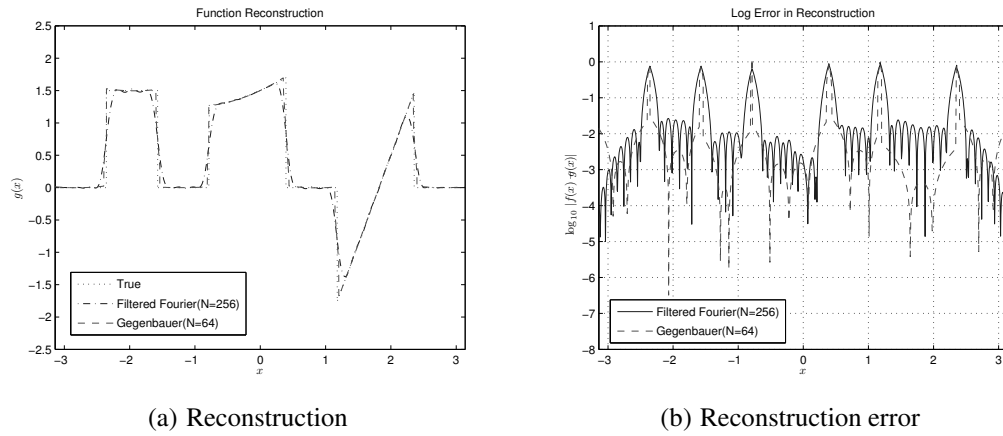 Function Reconstruction
2.5
2
1.5
1
0.5
0
−0.5
−1
−1.5
−2
−2.5
g(x)
True
Filtered Fourier(N=256)
Gegenbauer(N=64)
−3
−2
−1
0
1
2
3
x
(a) Reconstruction
Log Error in Reconstruction
1
0
−1
−2
−3
−4
−5
−6
−7
−8
log10 |f(x)-g(x)|
Filtered Fourier(N=256)
Gegenbauer(N=64)
−3
−2
−1
0
1
2
3
x
(b) Reconstruction error